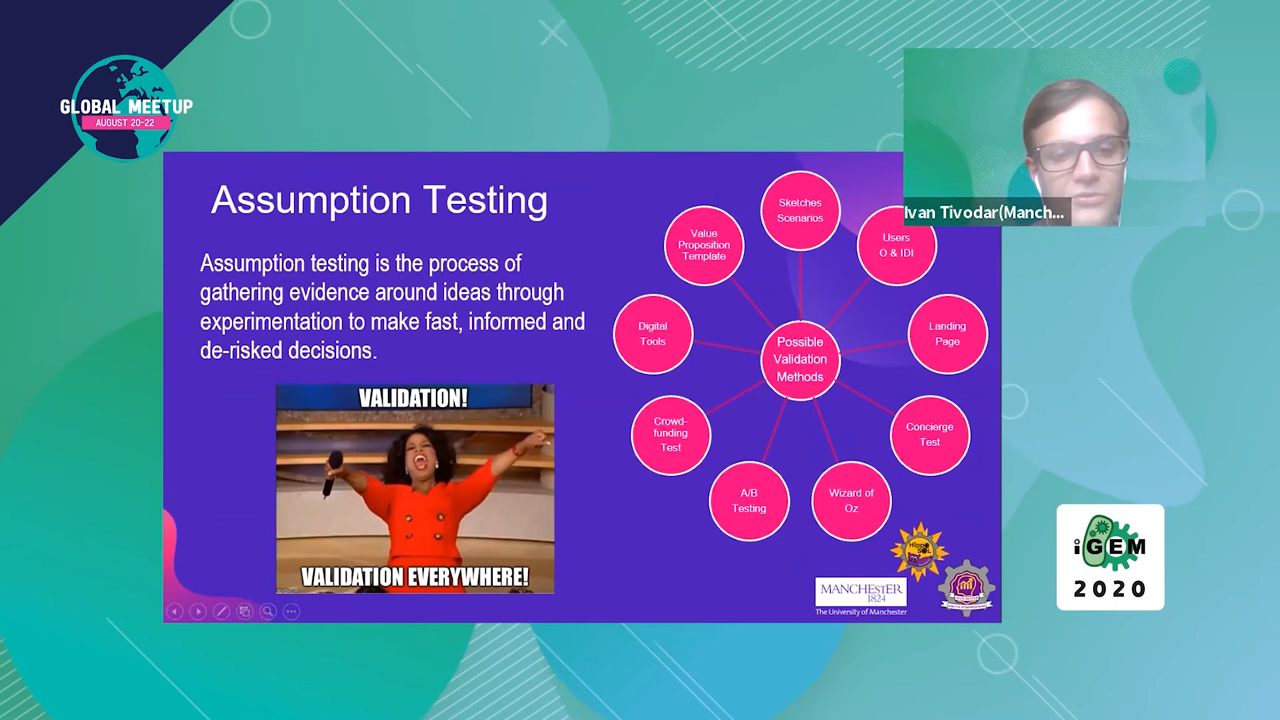 GLOBAL MEETUP
AUGUST 20-22
Ivan Tivodar(Manch...
Assumption Testing
Assumption testing is the process of
gathering evidence around ideas through
experimentation to make fast, informed and
de-risked decisions.
VALIDATION!
VALIDATION EVERYWHERE!
Possible
Validation
Methods
Sketches
Scenarios
Users
O & IDI
Landing
Page
Concierge
Test
Wizard of
Oz
A/B
Testing
Crowd-
funding
Test
Digital
Tools
Value
Proposition
Template
Hippo
SOL
MANCHESTER
1824
The University of Manchester
iGEM
2020